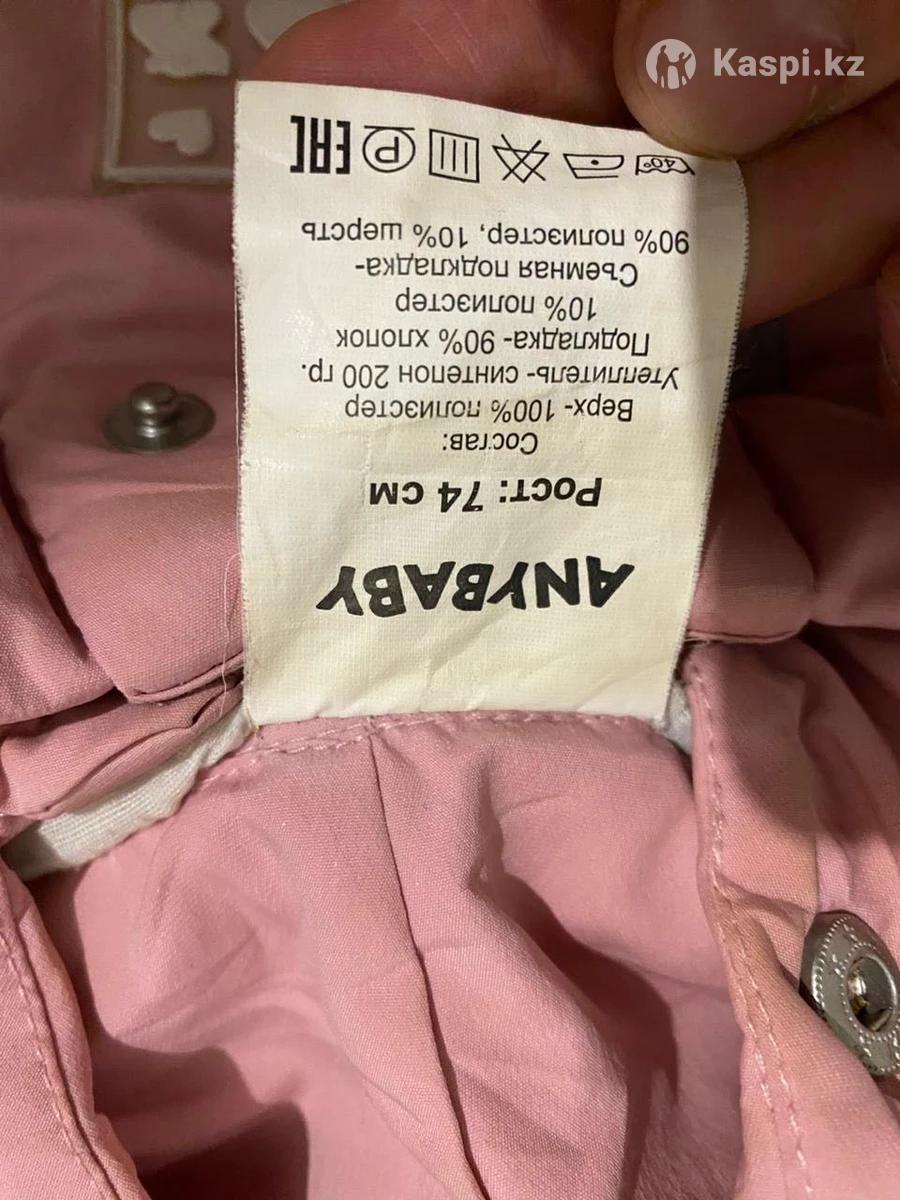 Kaspi.kz
ANYBABY
Рост: 74 см
Состав:
Верх- 100% полиэстер
Утеплитель- синтепон 200 гр.
Подкладка- 90% хлопок
10% полиэстер
Съемная подкладка-
90% полиэстер, 10% шерсть
40° P EAC